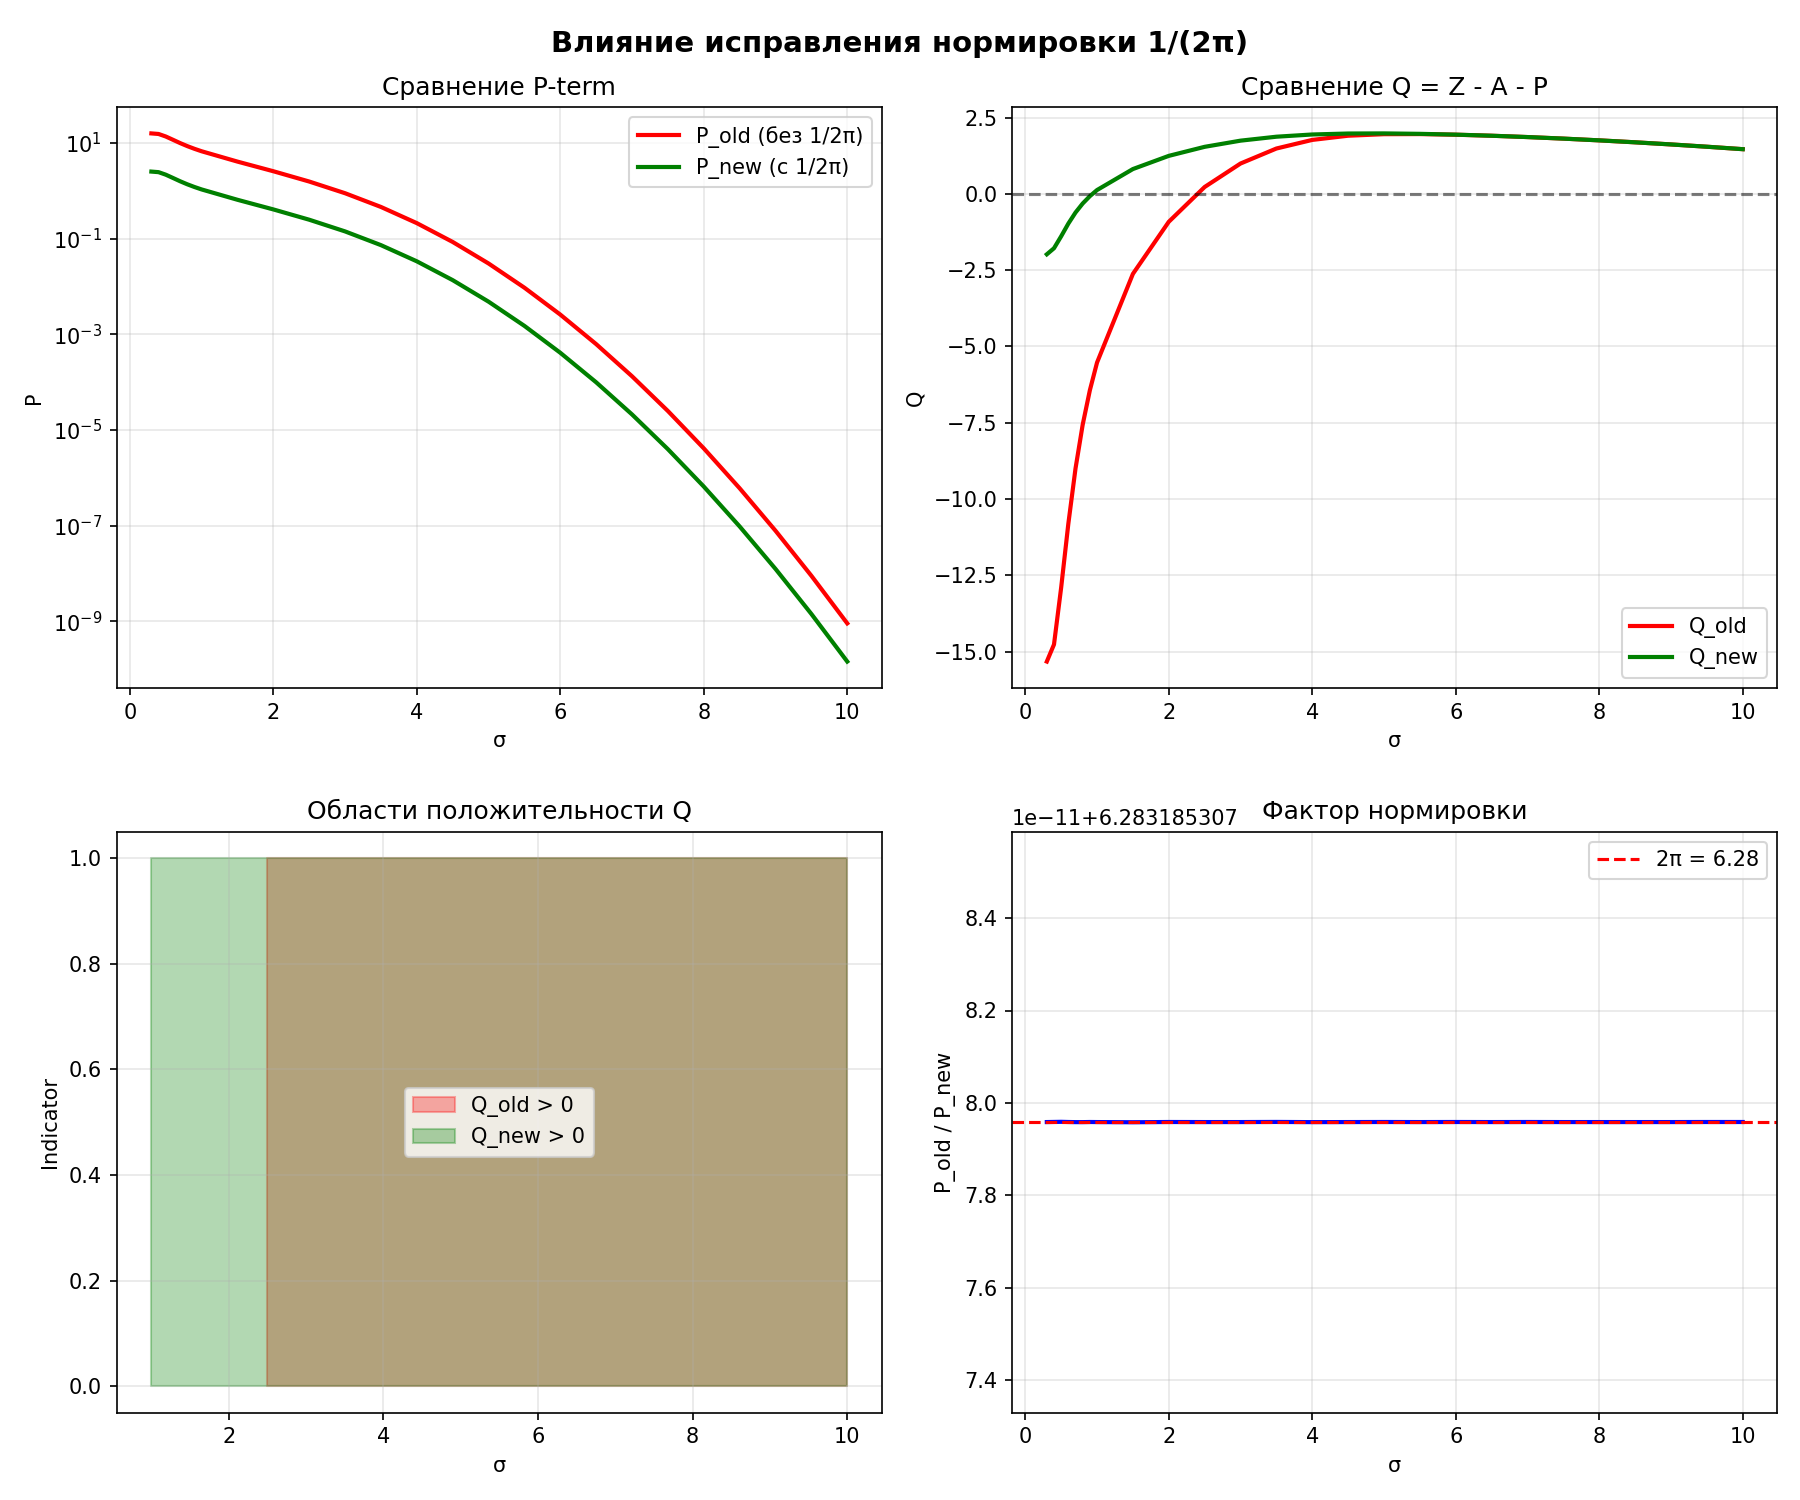 Влияние исправления нормировки 1/(2π)
Сравнение P-term
P_old (без 1/2π)
P_new (с 1/2π)
10¹
10⁻¹
10⁻³
10⁻⁵
10⁻⁷
10⁻⁹
P
0 2 4 6 8 10
σ
Сравнение Q = Z - A - P
2.5
0.0
−2.5
−5.0
−7.5
−10.0
−12.5
−15.0
Q
Q_old
Q_new
0 2 4 6 8 10
σ
Области положительности Q
1.0
0.8
0.6
0.4
0.2
0.0
Indicator
Q_old > 0
Q_new > 0
2 4 6 8 10
σ
1e−11+6.283185307
Фактор нормировки
2π = 6.28
8.4
8.2
8.0
7.8
7.6
7.4
P_old / P_new
0 2 4 6 8 10
σ